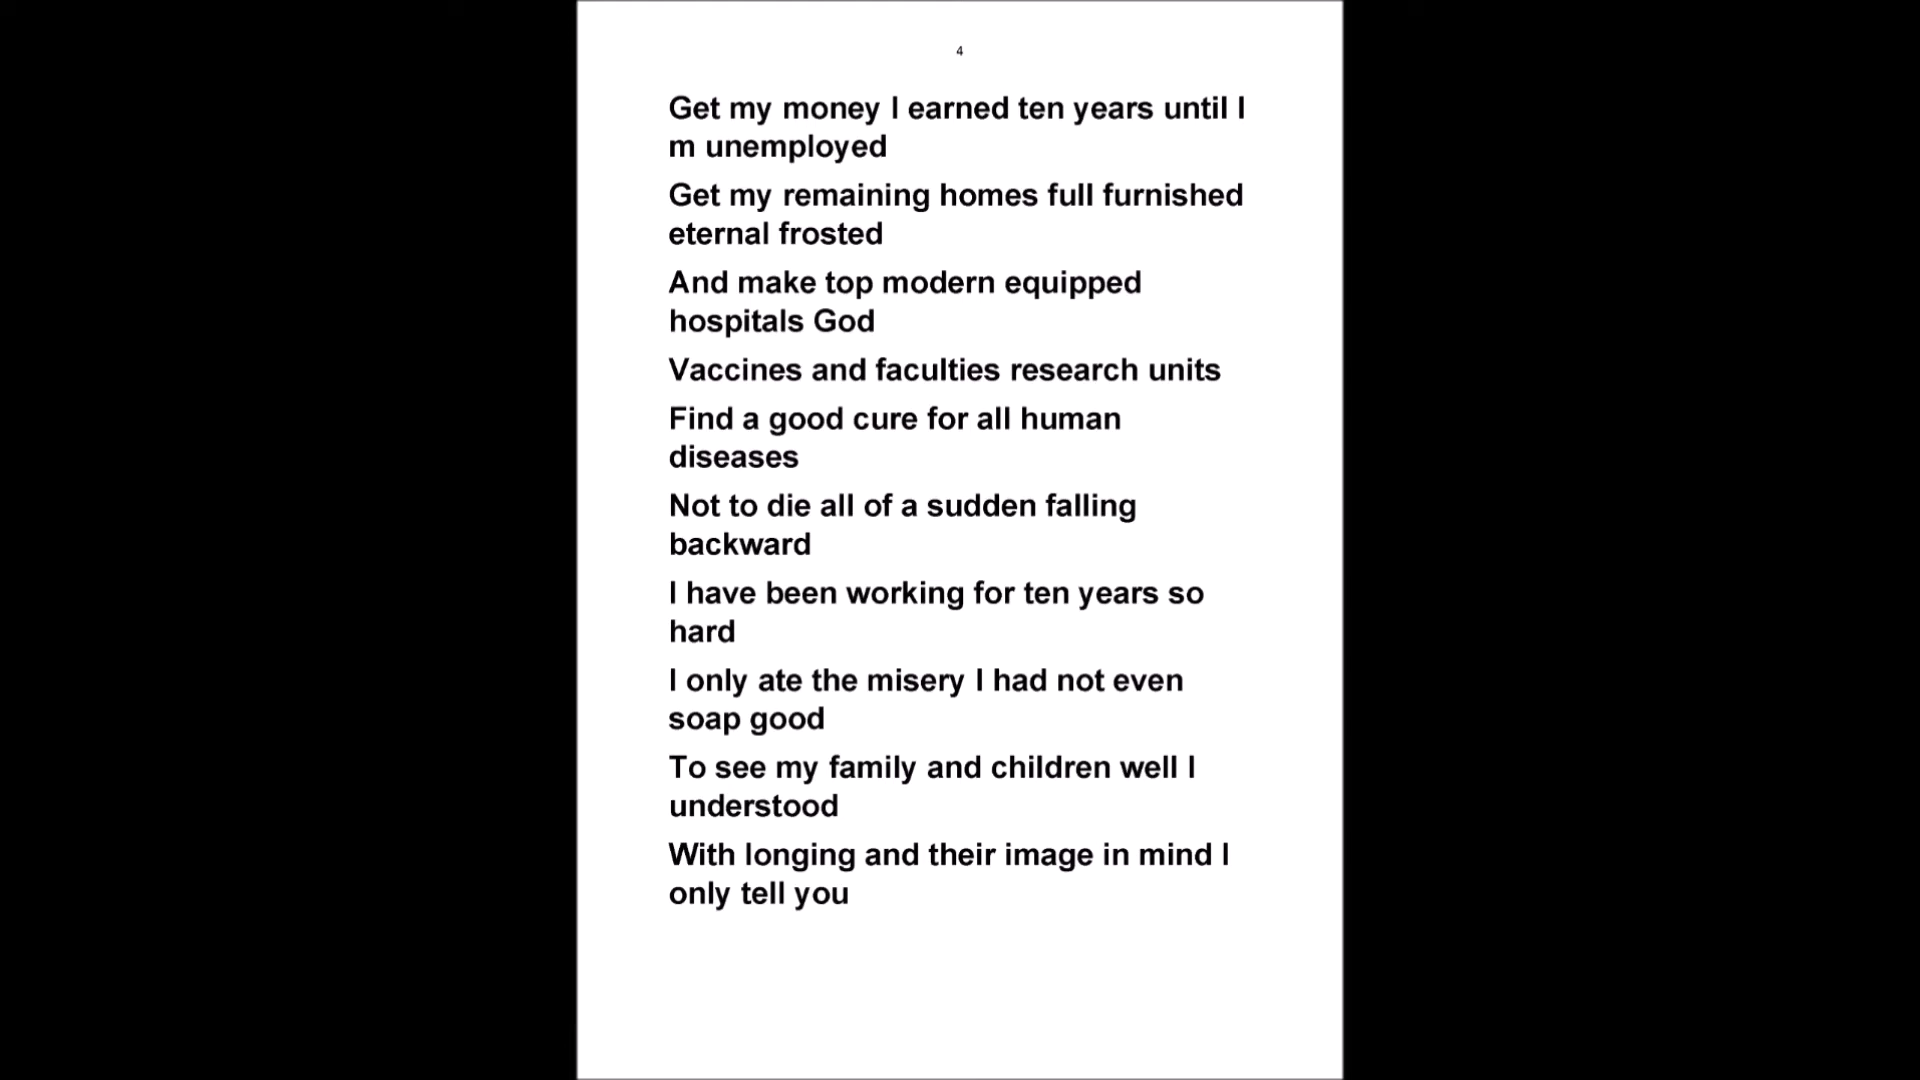 4
Get my money I earned ten years until I
m unemployed
Get my remaining homes full furnished
eternal frosted
And make top modern equipped
hospitals God
Vaccines and faculties research units
Find a good cure for all human
diseases
Not to die all of a sudden falling
backward
I have been working for ten years so
hard
I only ate the misery I had not even
soap good
To see my family and children well I
understood
With longing and their image in mind I
only tell you